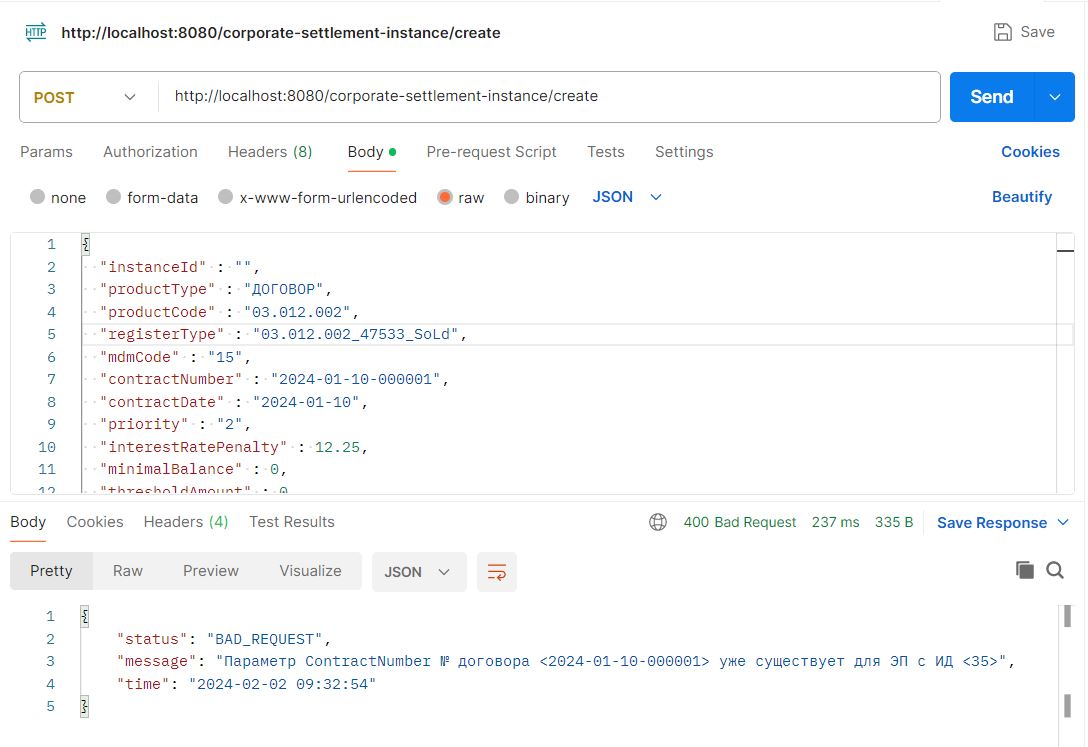 HTTP http://localhost:8080/corporate-settlement-instance/create Save
POST http://localhost:8080/corporate-settlement-instance/create Send
Params Authorization Headers (8) Body Pre-request Script Tests Settings Cookies
none form-data x-www-form-urlencoded raw binary JSON Beautify
1 {
2 "instanceId" : "",
3 "productType" : "ДОГОВОР",
4 "productCode" : "03.012.002",
5 "registerType" : "03.012.002_47533_SoLd",
6 "mdmCode" : "15",
7 "contractNumber" : "2024-01-10-000001",
8 "contractDate" : "2024-01-10",
9 "priority" : "2",
10 "interestRatePenalty" : 12.25,
11 "minimalBalance" : 0,
12 "thresholdAmount" : 0
Body Cookies Headers (4) Test Results 400 Bad Request 237 ms 335 B Save Response
Pretty Raw Preview Visualize JSON
1 {
2 "status": "BAD_REQUEST",
3 "message": "Параметр ContractNumber № договора <2024-01-10-000001> уже существует для ЭП с ИД <35>",
4 "time": "2024-02-02 09:32:54"
5 }